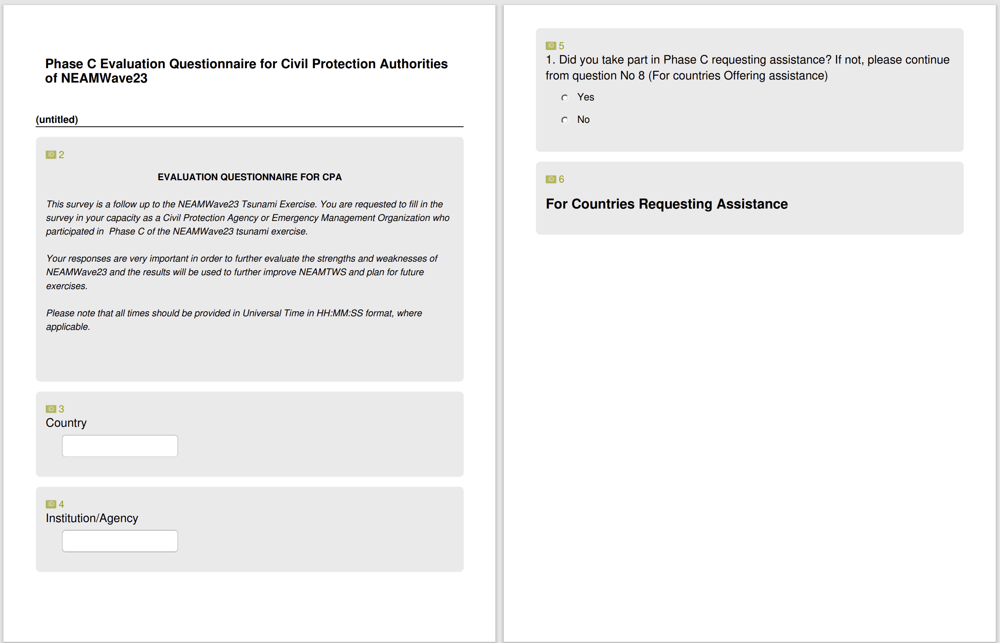 Phase C Evaluation Questionnaire for Civil Protection Authorities
of NEAMWave23
(untitled)
ID 2
EVALUATION QUESTIONNAIRE FOR CPA
This survey is a follow up to the NEAMWave23 Tsunami Exercise. You are requested to fill in the
survey in your capacity as a Civil Protection Agency or Emergency Management Organization who
participated in  Phase C of the NEAMWave23 tsunami exercise.
Your responses are very important in order to further evaluate the strengths and weaknesses of
NEAMWave23 and the results will be used to further improve NEAMTWS and plan for future
exercises.
Please note that all times should be provided in Universal Time in HH:MM:SS format, where
applicable.
ID 3
Country
ID 4
Institution/Agency
ID 5
1. Did you take part in Phase C requesting assistance? If not, please continue
from question No 8 (For countries Offering assistance)
Yes
No
ID 6
For Countries Requesting Assistance